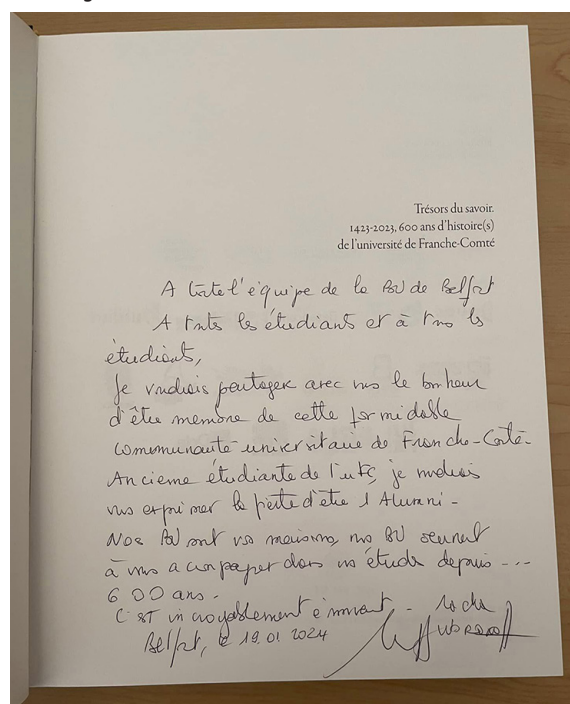 Trésors du savoir.
1423-2023, 600 ans d'histoire(s)
de l'université de Franche-Comté
A toute l'équipe de la BU de Belfort
A toutes les étudiants et à tous les
étudiants,
Je voudrais partager avec vous le bonheur
d'être membre de cette formidable
communauté universitaire de Franche-Comté-
Ancienne étudiante de l'UFC, je voudrais
vous exprimer la fierté d'être 1 Alumni -
Nos BU sont vos maisons, nos BU servent
à vous accompagner dans vos études depuis ---
600 ans.
C'est incroyablement émouvant -
Belfort, le 19.01.2024